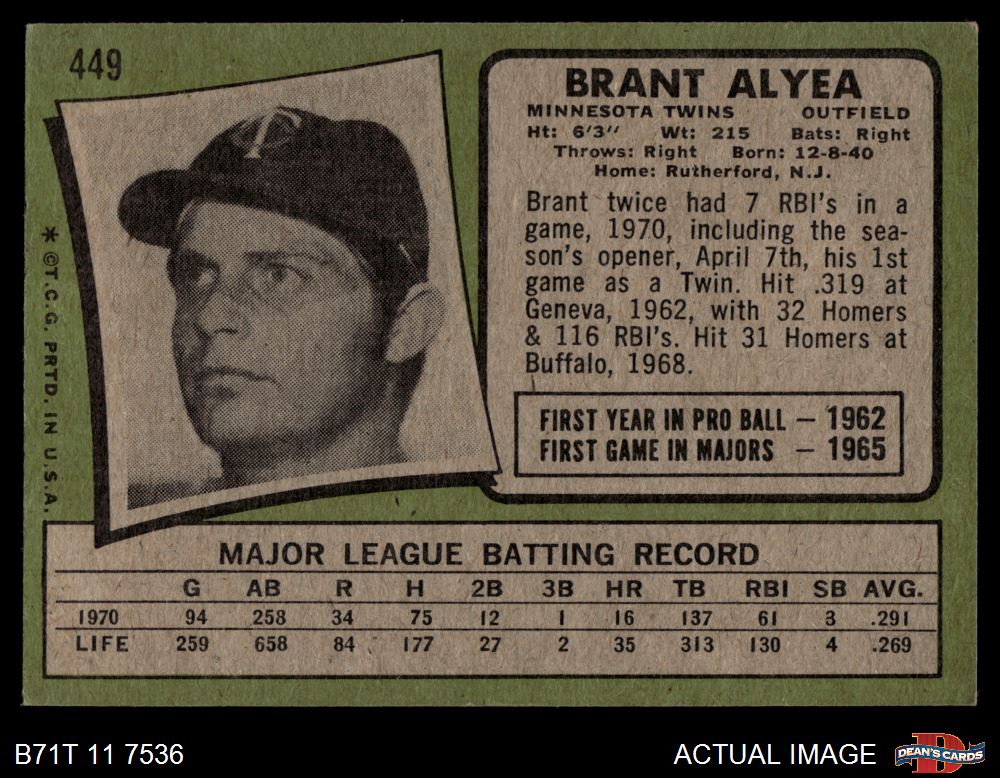 449
BRANT ALYEA
MINNESOTA TWINS OUTFIELD
Ht: 6'3" Wt: 215 Bats: Right
Throws: Right Born: 12-8-40
Home: Rutherford, N.J.
Brant twice had 7 RBI's in a
game, 1970, including the sea-
son's opener, April 7th, his 1st
game as a Twin. Hit .319 at
Geneva, 1962, with 32 Homers
& 116 RBI's. Hit 31 Homers at
Buffalo, 1968.
FIRST YEAR IN PRO BALL — 1962
FIRST GAME IN MAJORS — 1965
* ©T.C.G. PRTD. IN U.S.A.
TC
MAJOR LEAGUE BATTING RECORD
G AB R H 2B 3B HR TB RBI SB AVG.
1970 94 258 34 75 12 1 16 137 61 3 .291
LIFE 259 658 84 177 27 2 35 313 130 4 .269
B71T 11 7536
ACTUAL IMAGE
D
DEAN'S CARDS